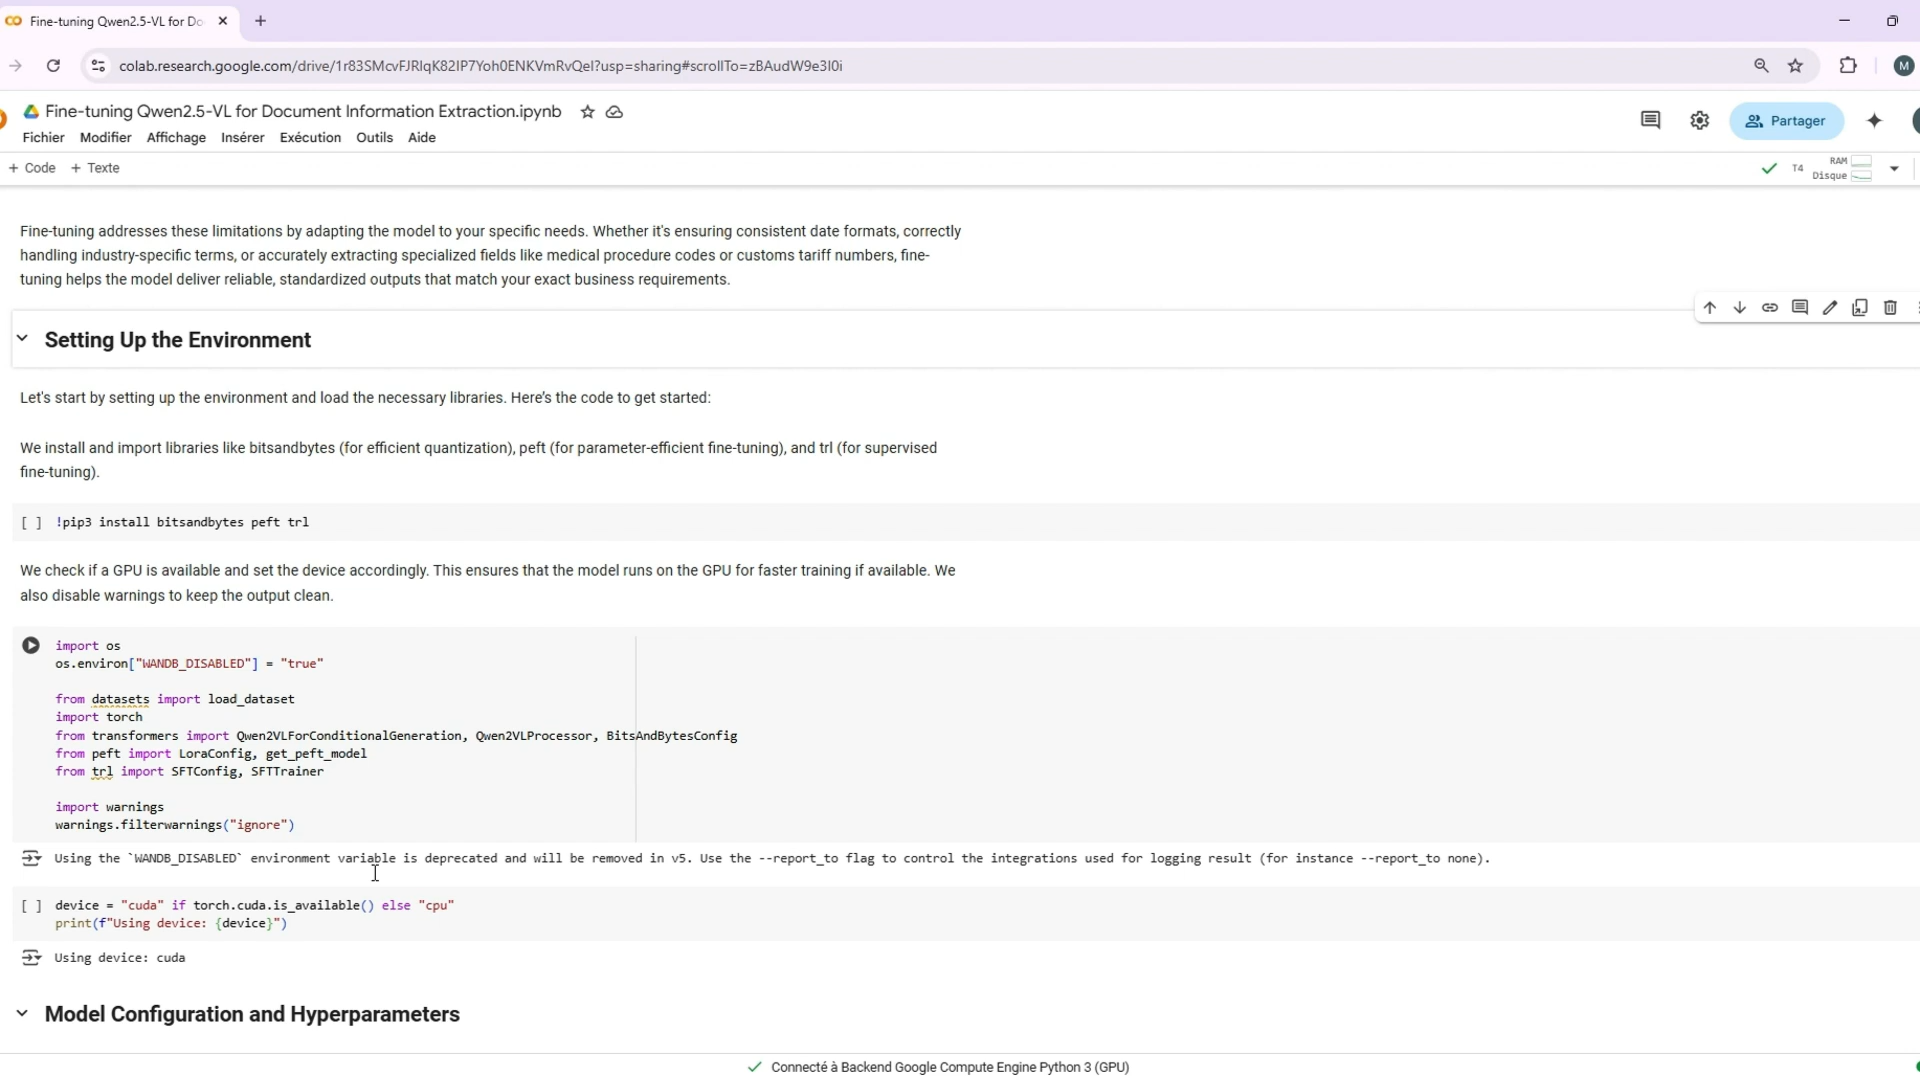 Fine-tuning Qwen2.5-VL for Do
colab.research.google.com/drive/1r83SMcvFJRIqK82IP7Yoh0ENKVmRvQeI?usp=sharing#scrollTo=zBAudW9e3I0i
M
Fine-tuning Qwen2.5-VL for Document Information Extraction.ipynb
Partager
Fichier Modifier Affichage Insérer Exécution Outils Aide
+ Code + Texte
T4 RAM
Disque
Fine-tuning addresses these limitations by adapting the model to your specific needs. Whether it's ensuring consistent date formats, correctly
handling industry-specific terms, or accurately extracting specialized fields like medical procedure codes or customs tariff numbers, fine-
tuning helps the model deliver reliable, standardized outputs that match your exact business requirements.
Setting Up the Environment
Let's start by setting up the environment and load the necessary libraries. Here's the code to get started:
We install and import libraries like bitsandbytes (for efficient quantization), peft (for parameter-efficient fine-tuning), and trl (for supervised
fine-tuning).
[ ] !pip3 install bitsandbytes peft trl
We check if a GPU is available and set the device accordingly. This ensures that the model runs on the GPU for faster training if available. We
also disable warnings to keep the output clean.
import os
os.environ["WANDB_DISABLED"] = "true"
from datasets import load_dataset
import torch
from transformers import Qwen2VLForConditionalGeneration, Qwen2VLProcessor, BitsAndBytesConfig
from peft import LoraConfig, get_peft_model
from trl import SFTConfig, SFTTrainer
import warnings
warnings.filterwarnings("ignore")
Using the `WANDB_DISABLED` environment variable is deprecated and will be removed in v5. Use the --report_to flag to control the integrations used for logging result (for instance --report_to none).
[ ] device = "cuda" if torch.cuda.is_available() else "cpu"
print(f"Using device: {device}")
Using device: cuda
Model Configuration and Hyperparameters
Connecté à Backend Google Compute Engine Python 3 (GPU)